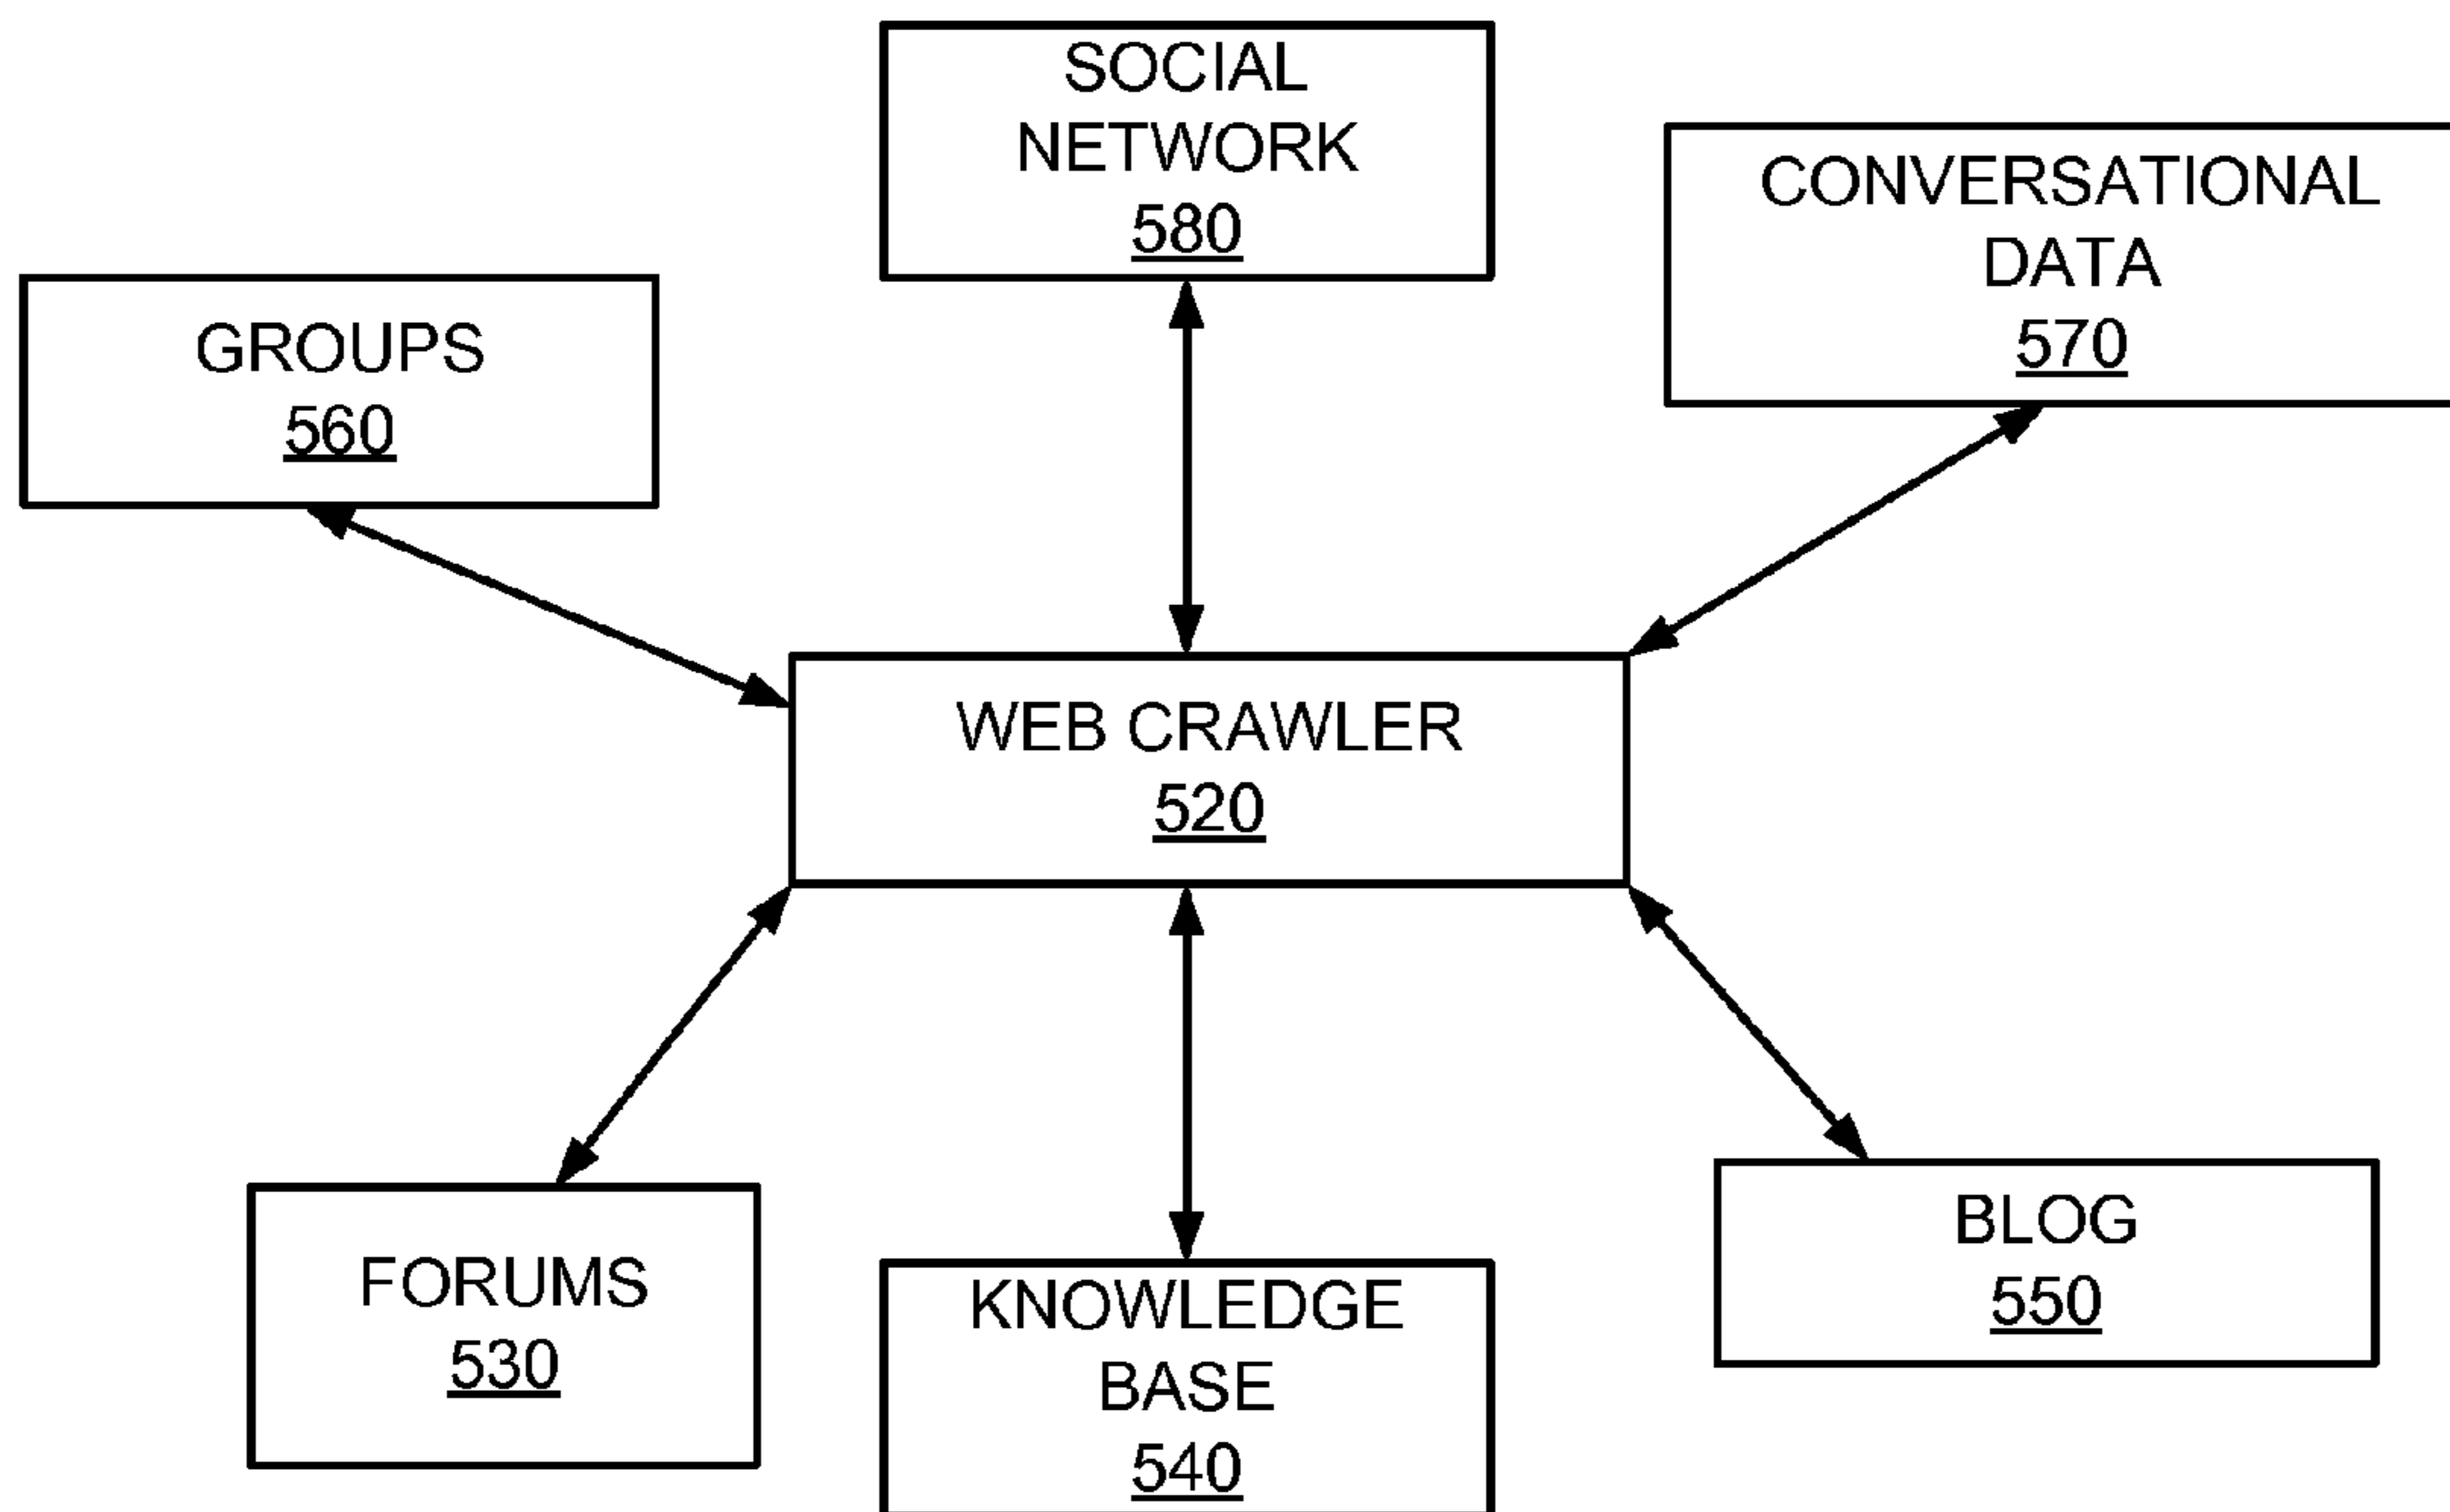 SOCIAL
NETWORK
580
CONVERSATIONAL
DATA
570
GROUPS
560
WEB CRAWLER
520
FORUMS
530
KNOWLEDGE
BASE
540
BLOG
550